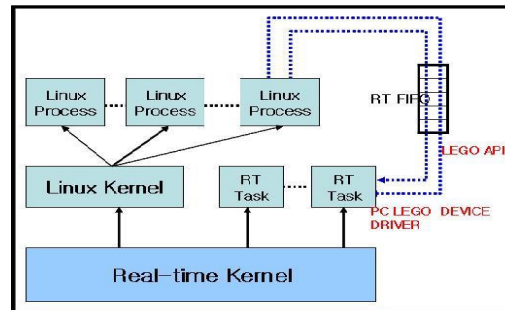 Linux
Process
Linux
Process
Linux
Process
RT FIFO
LEGO API
Linux Kernel
RT
Task
RT
Task
PC LEGO DEVICE
DRIVER
Real-time Kernel